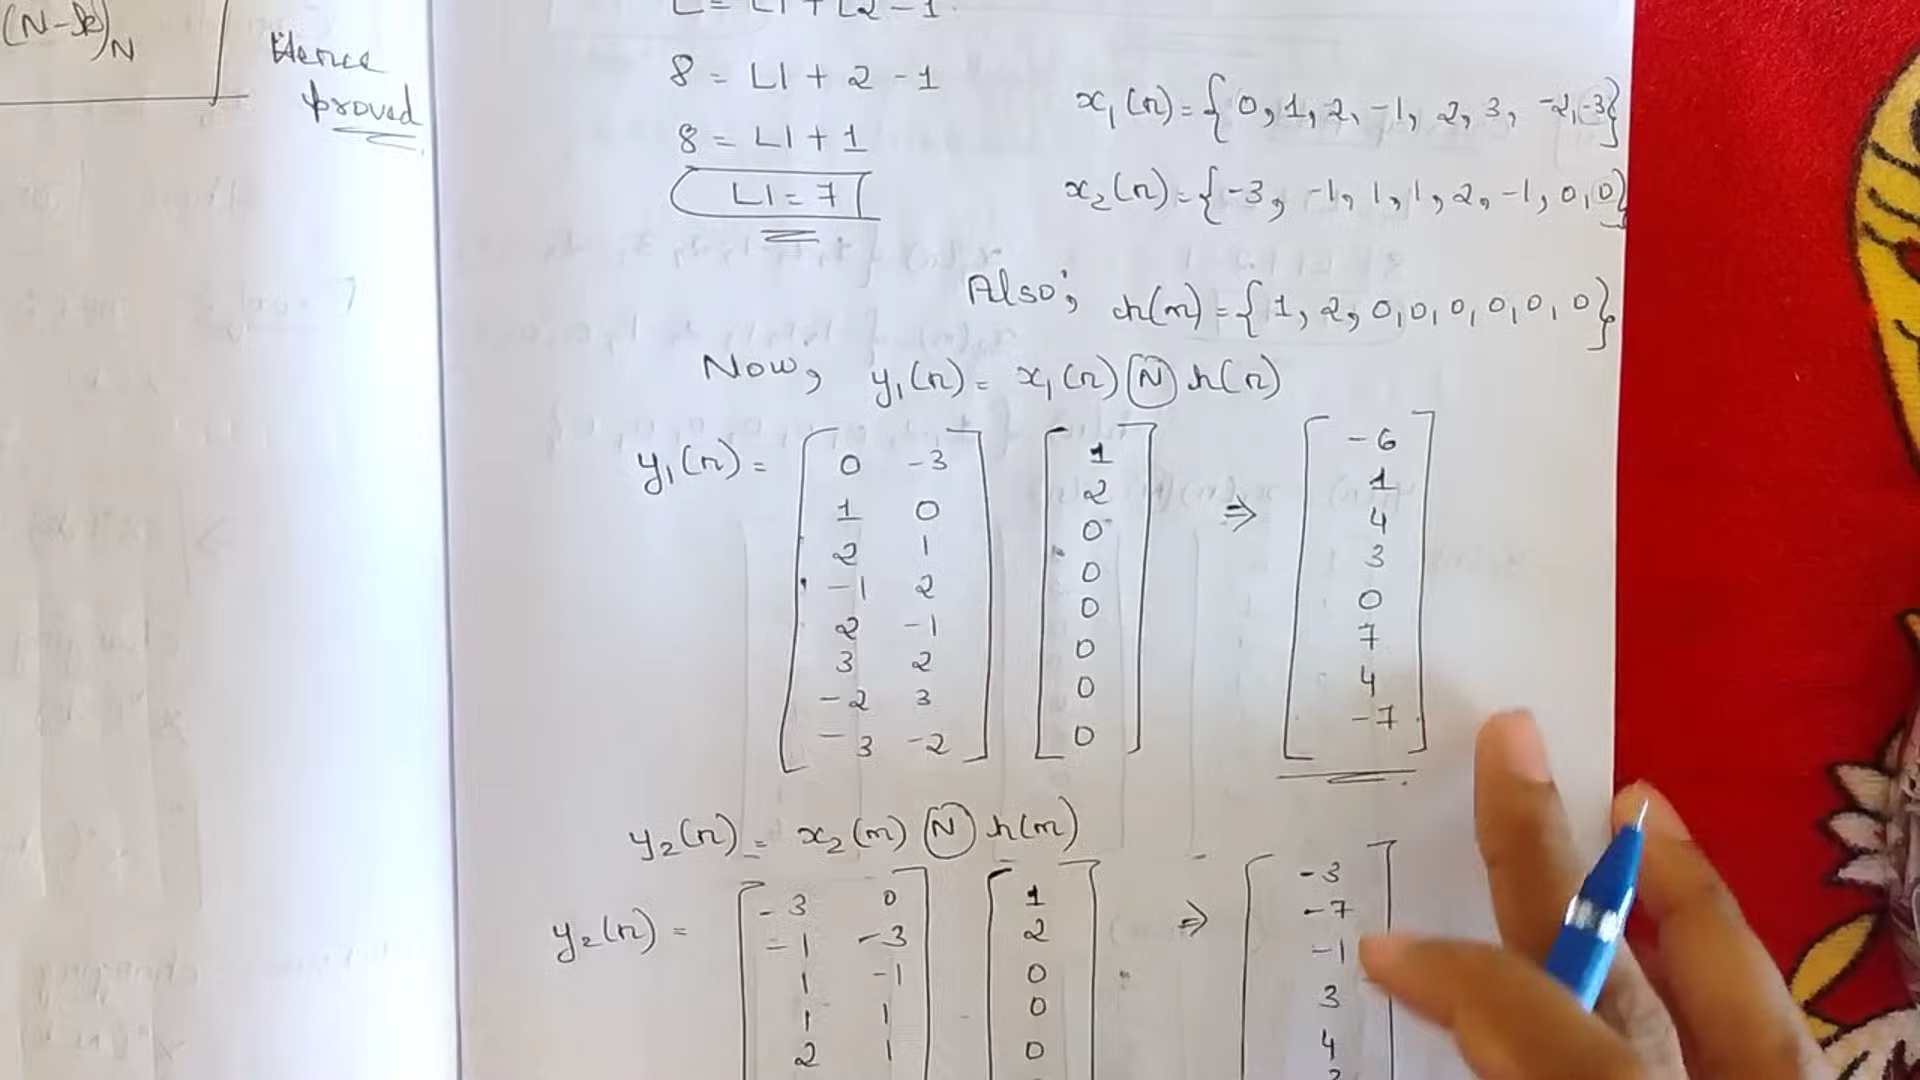 (N-k)N
Hence
proved
L = L1 + L2 - 1
8 = L1 + 2 - 1
8 = L1 + 1
L1 = 7
x₁(n) = {0, 1, 2, -1, 2, 3, -2, -3}
x₂(n) = {-3, -1, 1, 1, 2, -1, 0, 0}
Also; h(n) = {1, 2, 0, 0, 0, 0, 0, 0}
Now, y₁(n) = x₁(n) Ⓝ h(n)
y₁(n) = [ 0 -3 ] [ 1 ] ⇒ [ -6 ]
1 0 2 1
2 1 0 4
-1 2 0 3
2 -1 0 0
3 2 0 7
-2 3 0 4
-3 -2 0 -7
y₂(n) = x₂(n) Ⓝ h(n)
y₂(n) = [ -3 0 ] [ 1 ] ⇒ [ -3 ]
-1 -3 2 -7
1 -1 0 -1
1 1 0 3
2 1 0 4